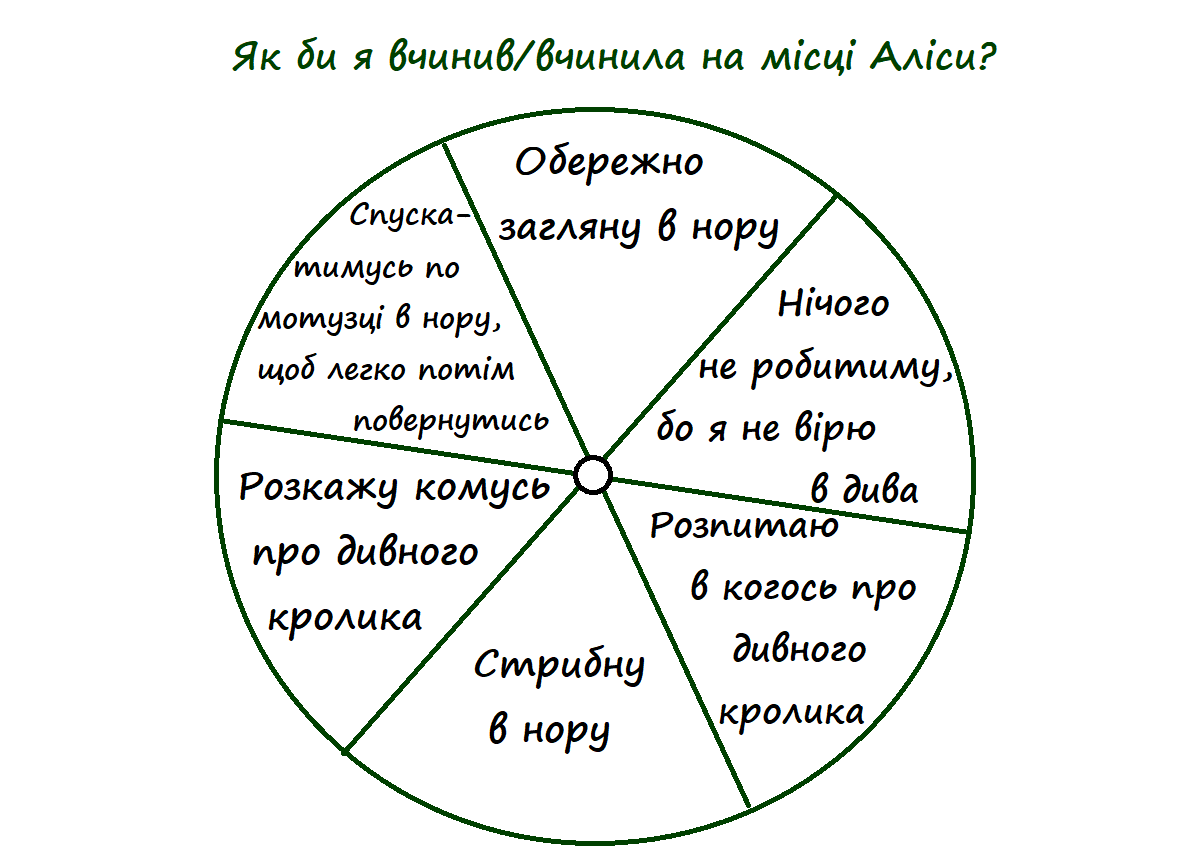 Як би я вчинив/вчинила на місці Аліси?
Обережно
загляну в нору
Нічого
не робитиму,
бо я не вірю
в дива
Розпитаю
в когось про
дивного
кролика
Стрибну
в нору
Розкажу комусь
про дивного
кролика
Спуска-
тимусь по
мотузці в нору,
щоб легко потім
повернутись